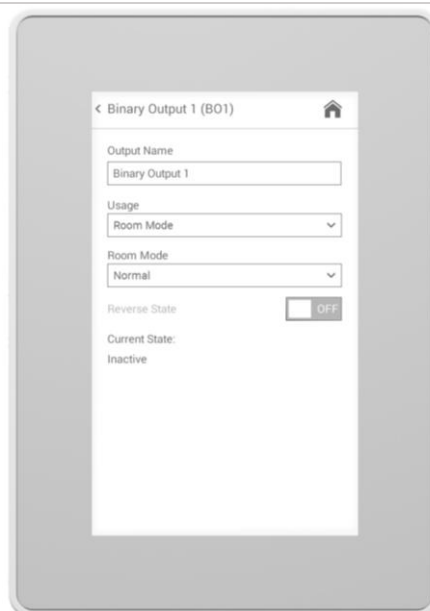 < Binary Output 1 (BO1)
Output Name
Binary Output 1
Usage
Room Mode
Room Mode
Normal
Reverse State
OFF
Current State:
Inactive